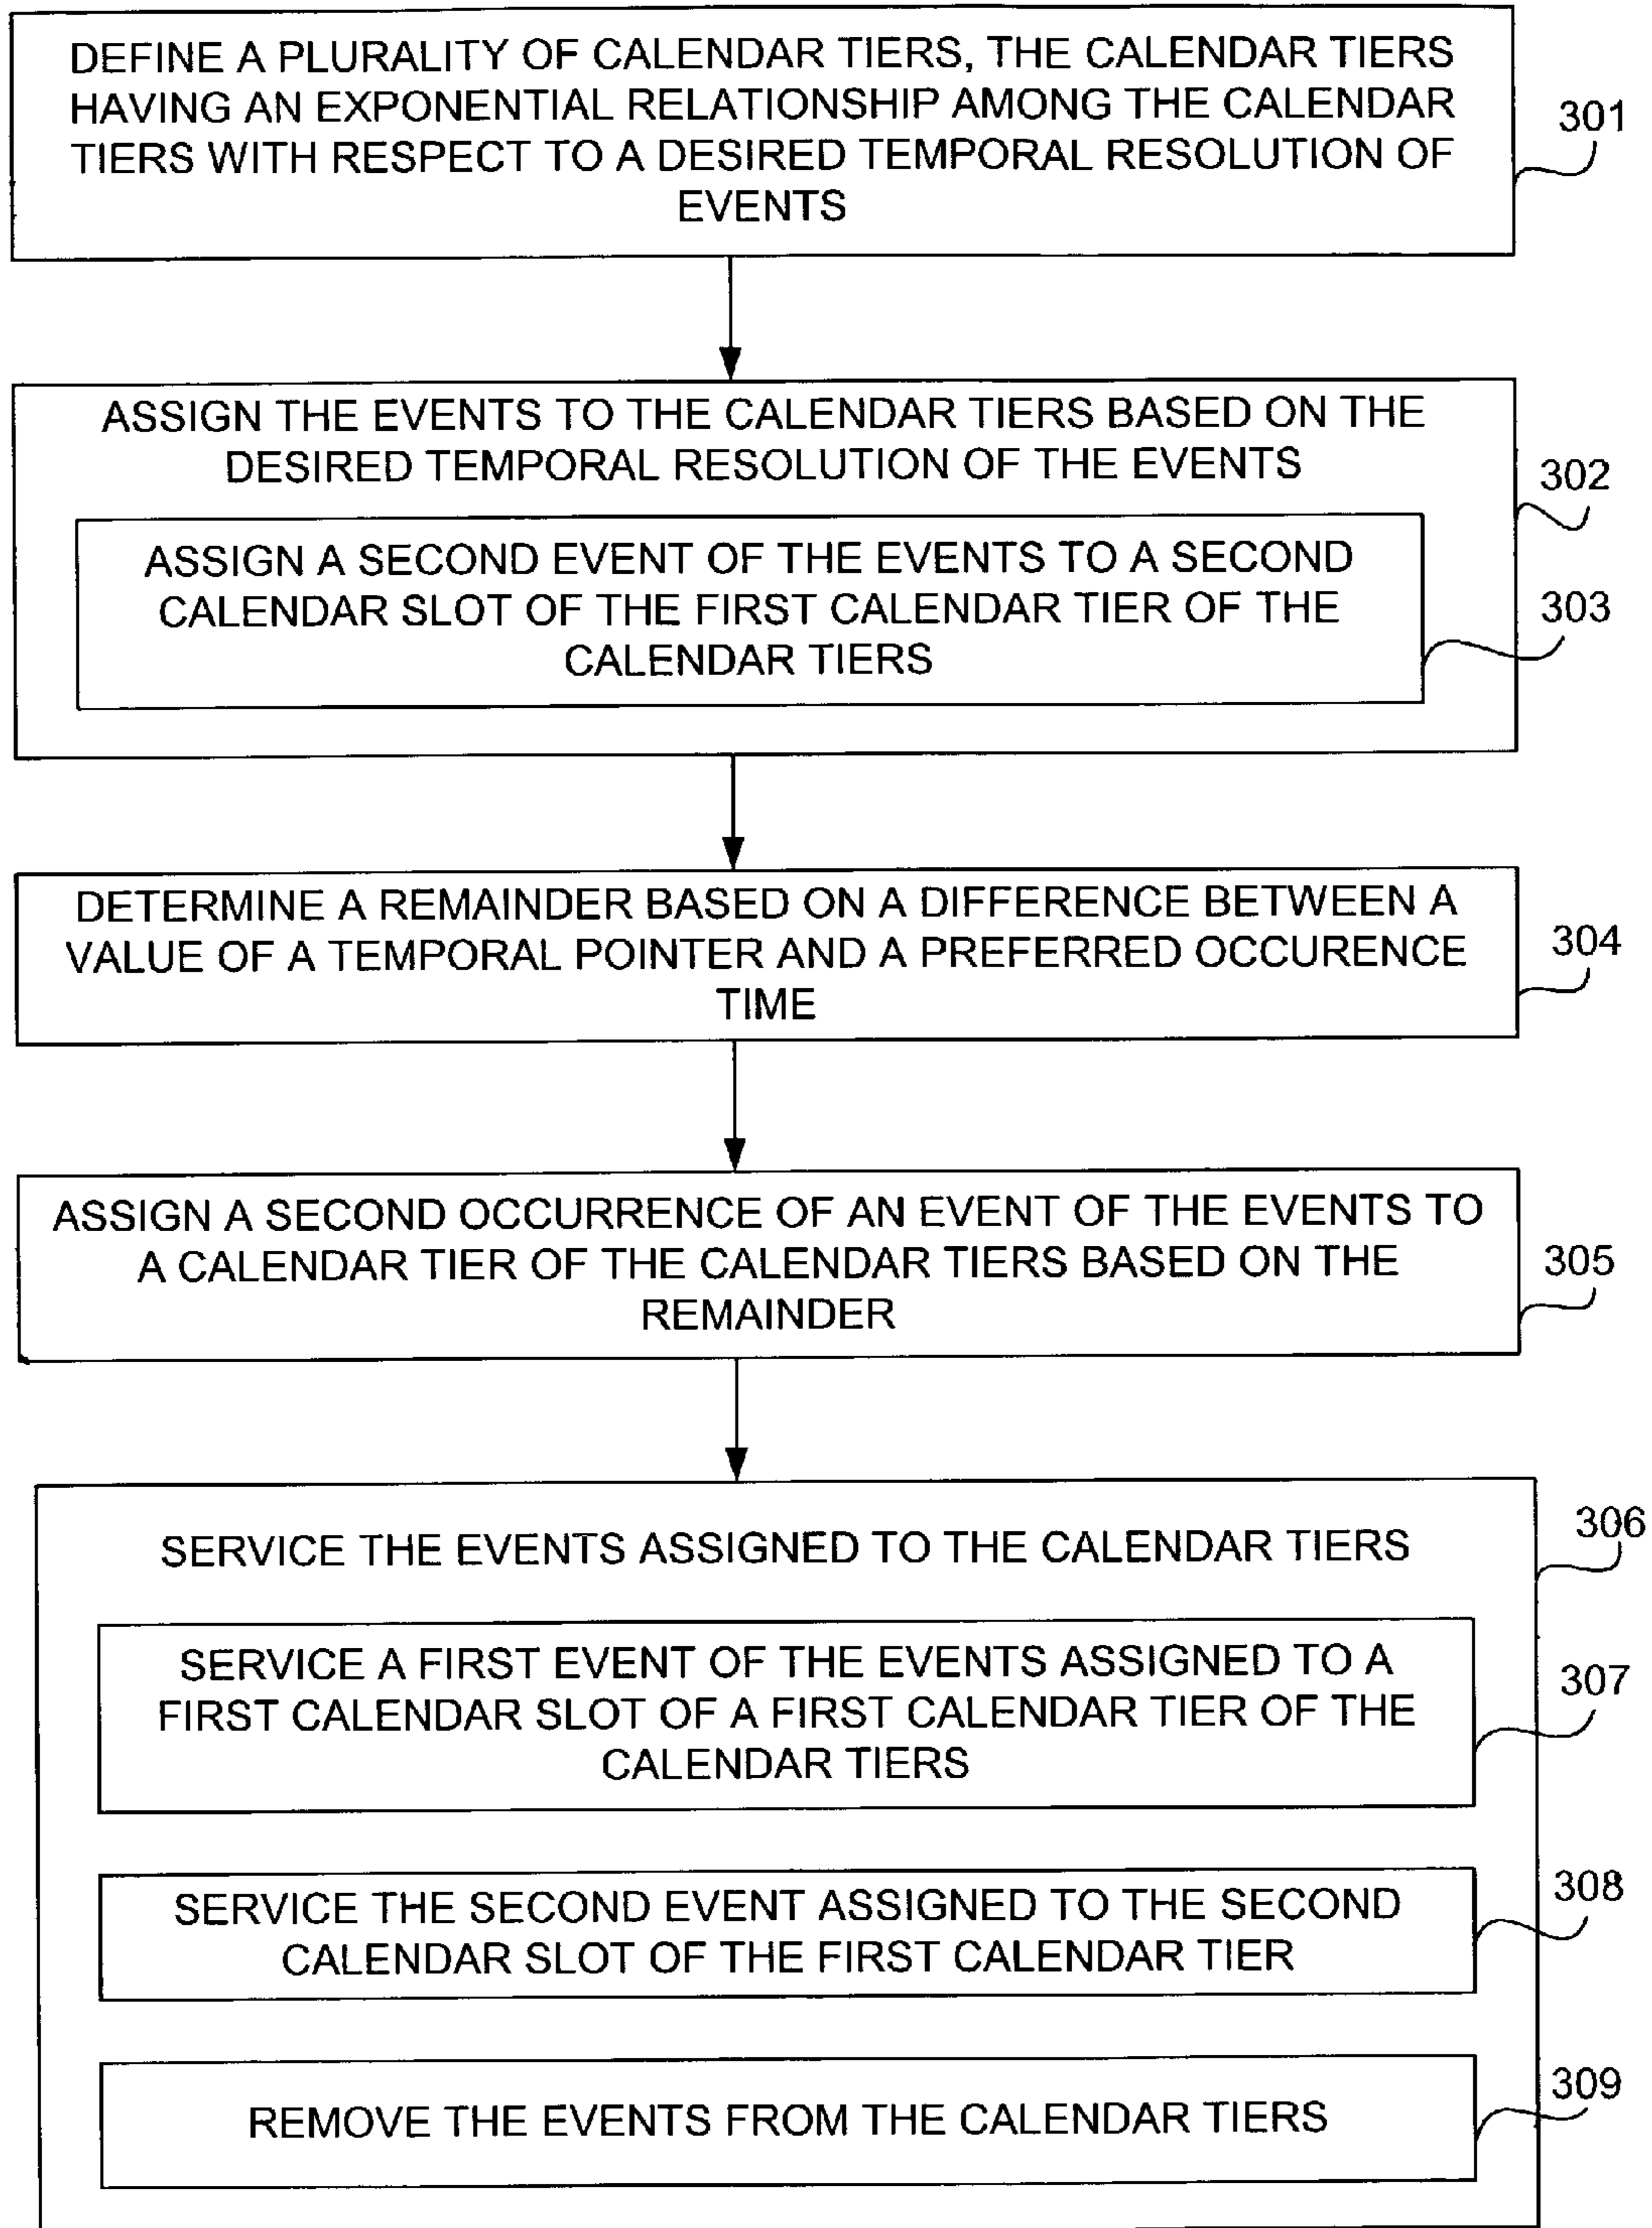 DEFINE A PLURALITY OF CALENDAR TIERS, THE CALENDAR TIERS
HAVING AN EXPONENTIAL RELATIONSHIP AMONG THE CALENDAR
TIERS WITH RESPECT TO A DESIRED TEMPORAL RESOLUTION OF
EVENTS
301
ASSIGN THE EVENTS TO THE CALENDAR TIERS BASED ON THE
DESIRED TEMPORAL RESOLUTION OF THE EVENTS
302
ASSIGN A SECOND EVENT OF THE EVENTS TO A SECOND
CALENDAR SLOT OF THE FIRST CALENDAR TIER OF THE
CALENDAR TIERS
303
DETERMINE A REMAINDER BASED ON A DIFFERENCE BETWEEN A
VALUE OF A TEMPORAL POINTER AND A PREFERRED OCCURENCE
TIME
304
ASSIGN A SECOND OCCURRENCE OF AN EVENT OF THE EVENTS TO
A CALENDAR TIER OF THE CALENDAR TIERS BASED ON THE
REMAINDER
305
SERVICE THE EVENTS ASSIGNED TO THE CALENDAR TIERS
306
SERVICE A FIRST EVENT OF THE EVENTS ASSIGNED TO A
FIRST CALENDAR SLOT OF A FIRST CALENDAR TIER OF THE
CALENDAR TIERS
307
SERVICE THE SECOND EVENT ASSIGNED TO THE SECOND
CALENDAR SLOT OF THE FIRST CALENDAR TIER
308
REMOVE THE EVENTS FROM THE CALENDAR TIERS
309